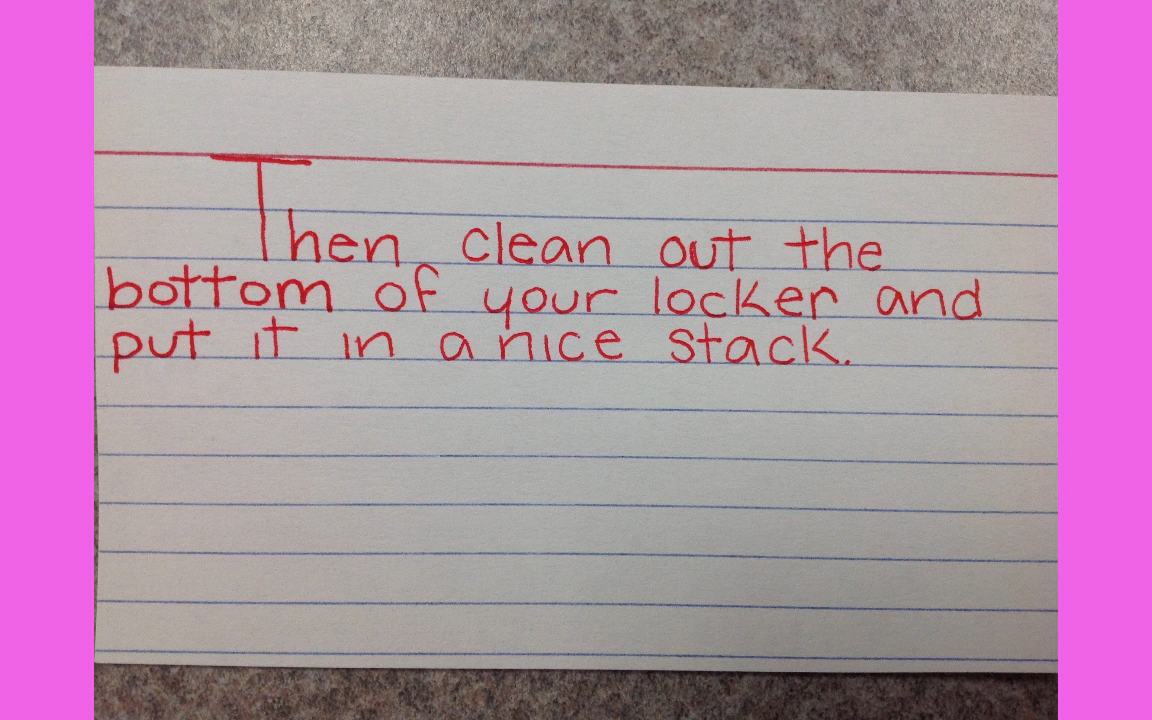 Then clean out the
bottom of your locker and
put it in a nice stack.